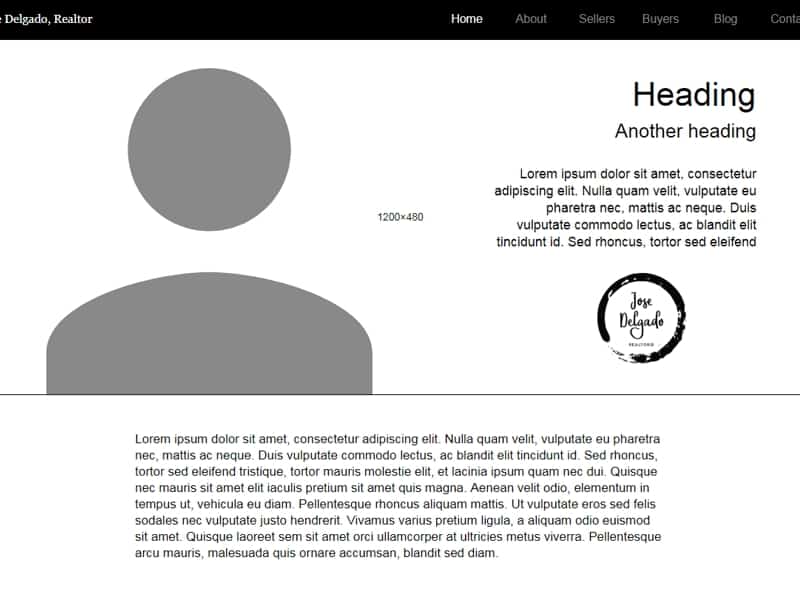 Delgado, Realtor
Home About Sellers Buyers Blog
Heading
Another heading
Lorem ipsum dolor sit amet, consectetur
adipiscing elit. Nulla quam velit, vulputate eu
pharetra nec, mattis ac neque. Duis
vulputate commodo lectus, ac blandit elit
tincidunt id. Sed rhoncus, tortor sed eleifend
1200×480
Jose
Delgado
REALTOR®
Lorem ipsum dolor sit amet, consectetur adipiscing elit. Nulla quam velit, vulputate eu pharetra
nec, mattis ac neque. Duis vulputate commodo lectus, ac blandit elit tincidunt id. Sed rhoncus,
tortor sed eleifend tristique, tortor mauris molestie elit, et lacinia ipsum quam nec dui. Quisque
nec mauris sit amet elit iaculis pretium sit amet quis magna. Aenean velit odio, elementum in
tempus ut, vehicula eu diam. Pellentesque rhoncus aliquam mattis. Ut vulputate eros sed felis
sodales nec vulputate justo hendrerit. Vivamus varius pretium ligula, a aliquam odio euismod
sit amet. Quisque laoreet sem sit amet orci ullamcorper at ultricies metus viverra. Pellentesque
arcu mauris, malesuada quis ornare accumsan, blandit sed diam.